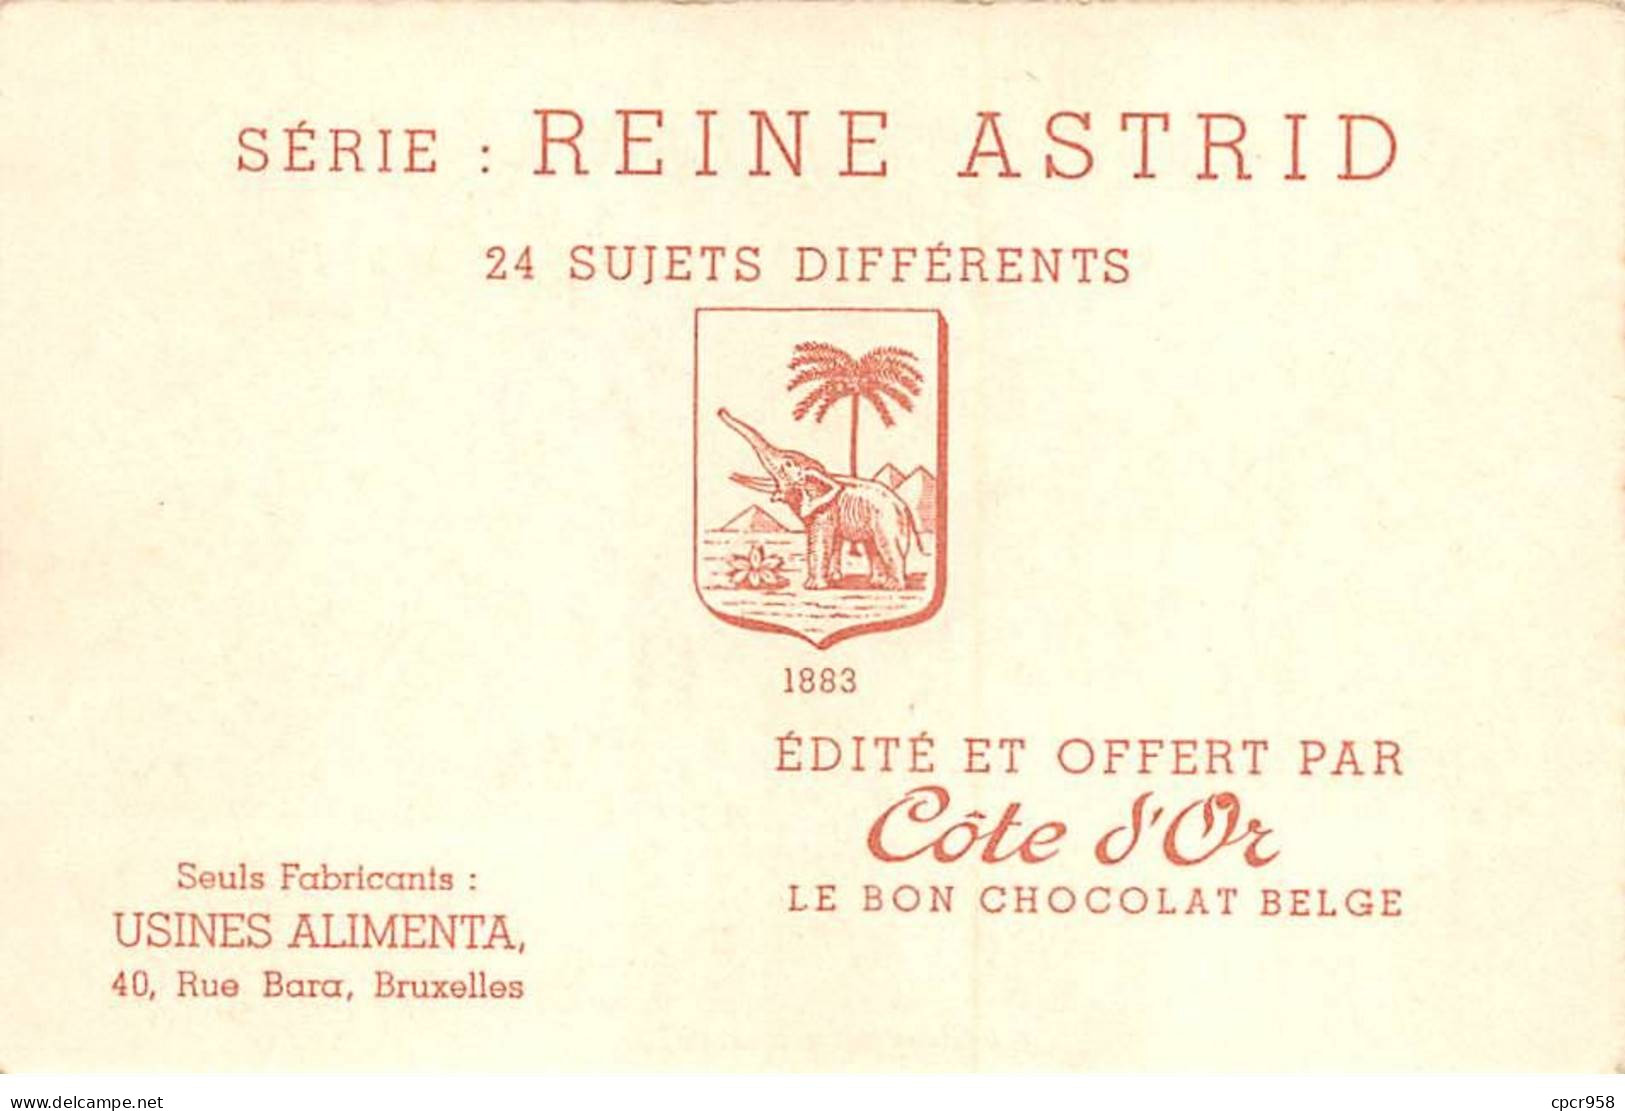 SÉRIE : REINE ASTRID
24 SUJETS DIFFÉRENTS
1883
ÉDITÉ ET OFFERT PAR
Côte d'Or
LE BON CHOCOLAT BELGE
Seuls Fabricants :
USINES ALIMENTA,
40, Rue Bara, Bruxelles
www.delcampe.net
cpcr958